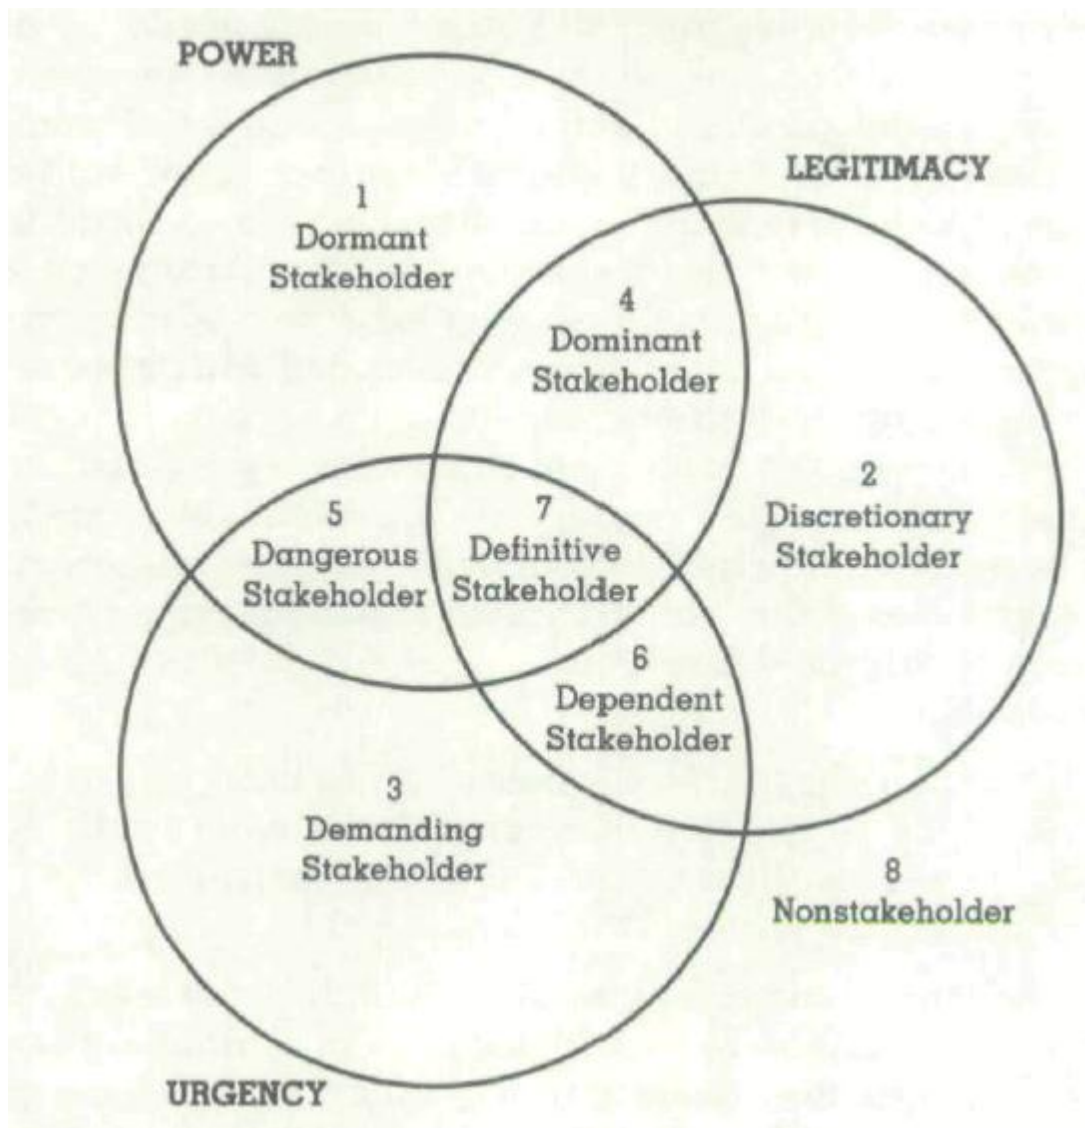 POWER
LEGITIMACY
1
Dormant
Stakeholder
4
Dominant
Stakeholder
2
Discretionary
Stakeholder
5
Dangerous
Stakeholder
7
Definitive
Stakeholder
6
Dependent
Stakeholder
3
Demanding
Stakeholder
8
Nonstakeholder
URGENCY